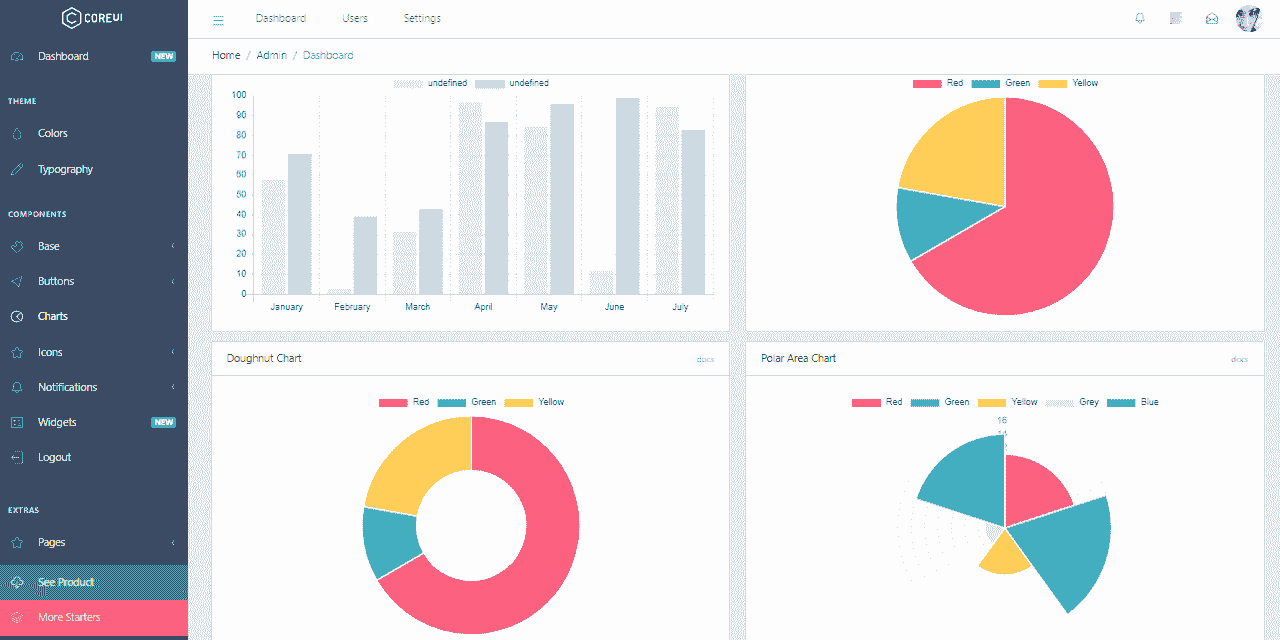 COREUI
Dashboard Users Settings
Home / Admin / Dashboard
Dashboard NEW
THEME
Colors
Typography
COMPONENTS
Base
Buttons
Charts
Icons
Notifications
Widgets NEW
Logout
EXTRAS
Pages
See Product
More Starters
undefined undefined
100
90
80
70
60
50
40
30
20
10
0
January February March April May June July
Red Green Yellow
Doughnut Chart docs
Red Green Yellow
Polar Area Chart docs
Red Green Yellow Grey Blue
16
14